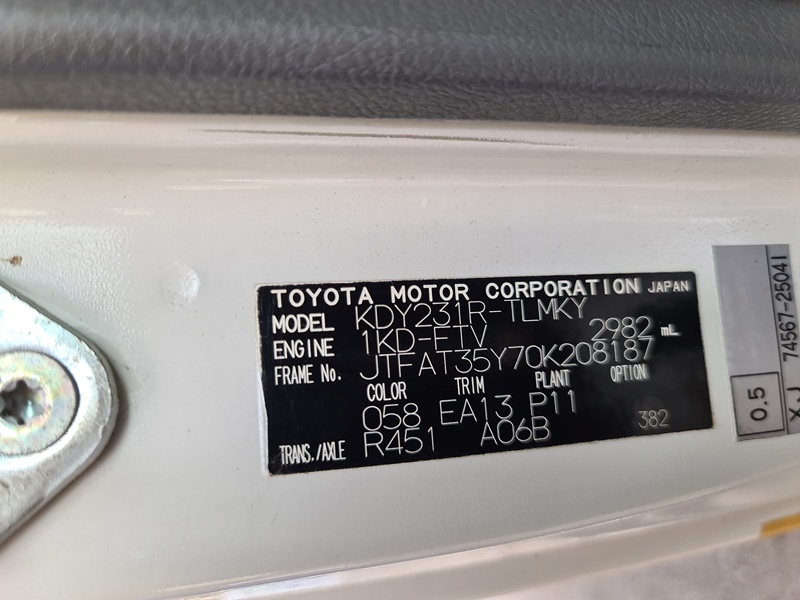 TOYOTA MOTOR CORPORATION JAPAN
MODEL KDY231R-TLMKY
ENGINE 1KD-FTV 2982 mL
FRAME No. JTFAT35Y70K208187
COLOR TRIM PLANT OPTION
058 EA13 P11
TRANS./AXLE R451 A06B 382
74567-25041
0.5 XJ